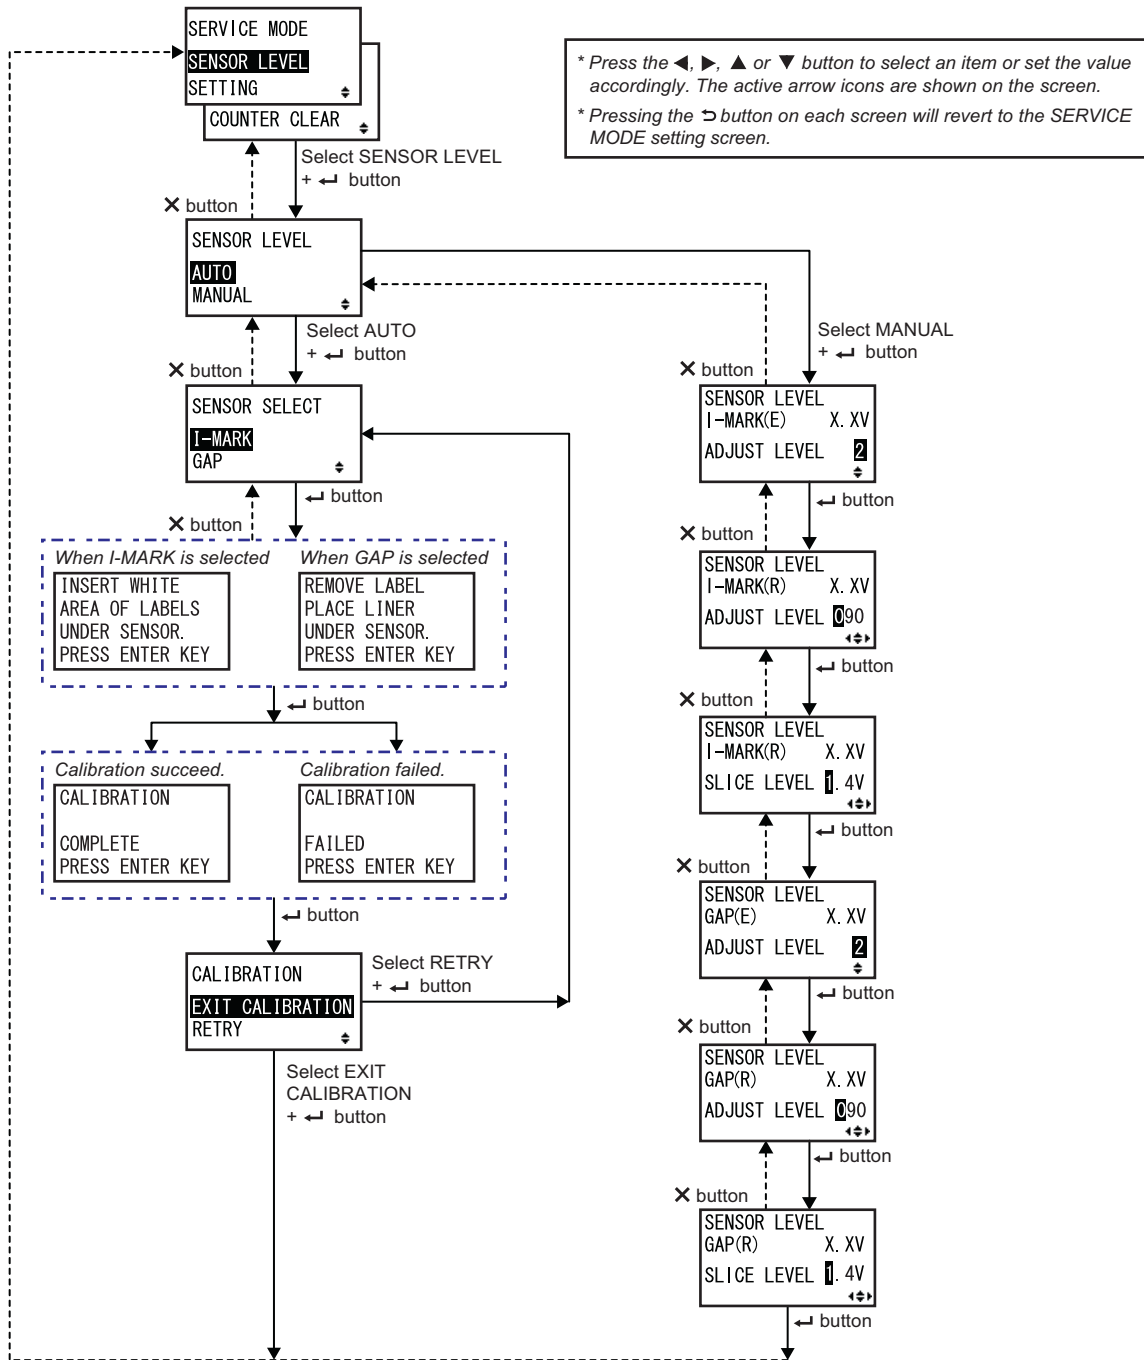 SERVICE MODE
SENSOR LEVEL
SETTING
COUNTER CLEAR
* Press the ◀, ▶, ▲ or ▼ button to select an item or set the value
accordingly. The active arrow icons are shown on the screen.
* Pressing the ⮌ button on each screen will revert to the SERVICE
MODE setting screen.
Select SENSOR LEVEL
+ ↵ button
✕ button
SENSOR LEVEL
AUTO
MANUAL
Select AUTO
+ ↵ button
✕ button
SENSOR SELECT
I-MARK
GAP
↵ button
✕ button
When I-MARK is selected
INSERT WHITE
AREA OF LABELS
UNDER SENSOR.
PRESS ENTER KEY
When GAP is selected
REMOVE LABEL
PLACE LINER
UNDER SENSOR.
PRESS ENTER KEY
↵ button
Calibration succeed.
CALIBRATION
COMPLETE
PRESS ENTER KEY
Calibration failed.
CALIBRATION
FAILED
PRESS ENTER KEY
↵ button
CALIBRATION
EXIT CALIBRATION
RETRY
Select RETRY
+ ↵ button
Select EXIT
CALIBRATION
+ ↵ button
Select MANUAL
+ ↵ button
✕ button
SENSOR LEVEL
I-MARK(E) X.XV
ADJUST LEVEL 2
↵ button
✕ button
SENSOR LEVEL
I-MARK(R) X.XV
ADJUST LEVEL 090
↵ button
✕ button
SENSOR LEVEL
I-MARK(R) X.XV
SLICE LEVEL 1.4V
↵ button
✕ button
SENSOR LEVEL
GAP(E) X.XV
ADJUST LEVEL 2
↵ button
✕ button
SENSOR LEVEL
GAP(R) X.XV
ADJUST LEVEL 090
↵ button
✕ button
SENSOR LEVEL
GAP(R) X.XV
SLICE LEVEL 1.4V
↵ button